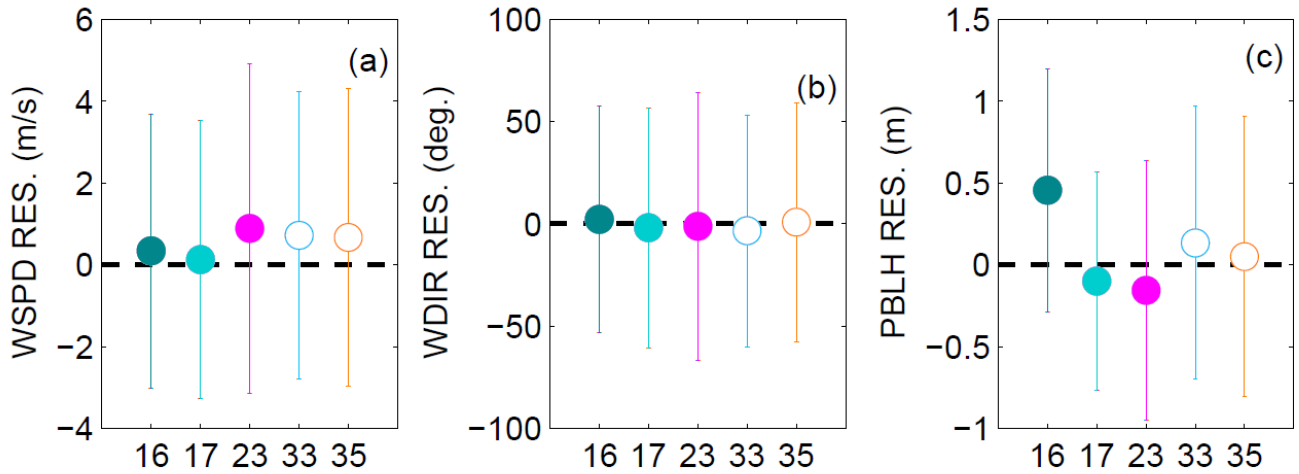 WSPD RES. (m/s)
6
4
2
0
−2
−4
(a)
16 17 23 33 35
WDIR RES. (deg.)
100
50
0
−50
−100
(b)
16 17 23 33 35
PBLH RES. (m)
1.5
1
0.5
0
−0.5
−1
(c)
16 17 23 33 35